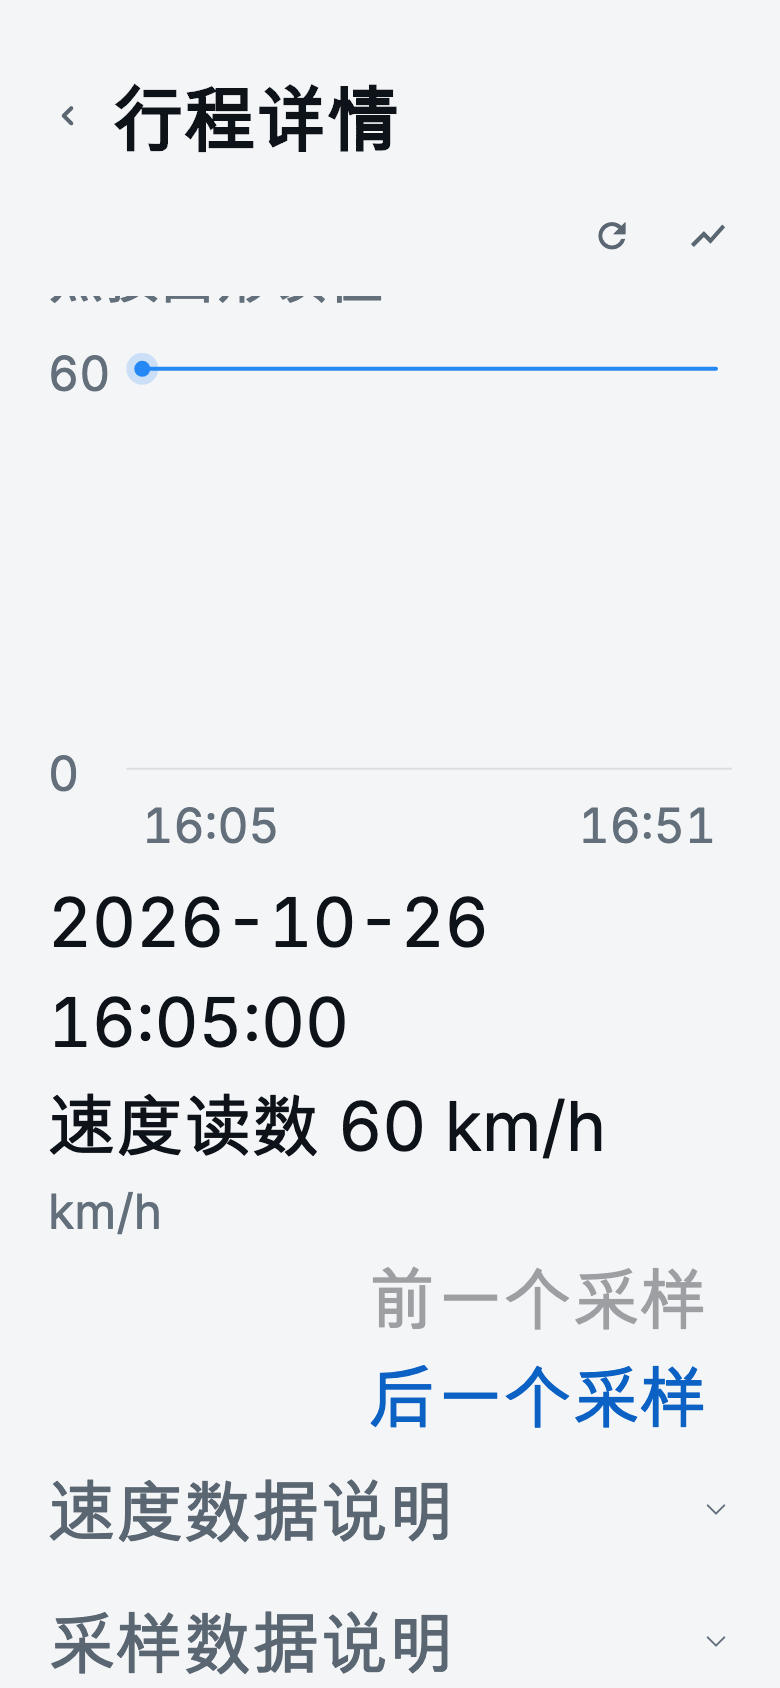 行程详情
60
0
16:05 16:51
2026-10-26
16:05:00
速度读数 60 km/h
km/h
前一个采样
后一个采样
速度数据说明
采样数据说明